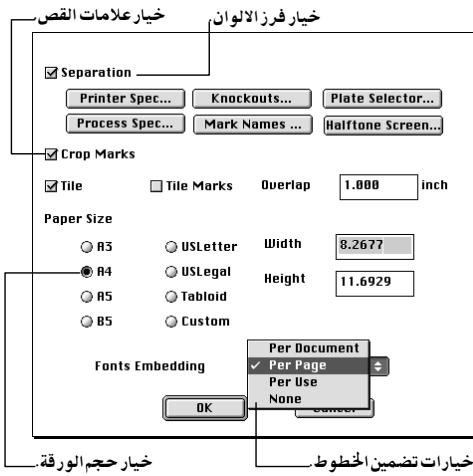 خيار علامات القص. خيار فرز الالوان.
Separation
Printer Spec... Knockouts... Plate Selector...
Process Spec... Mark Names ... Halftone Screen...
Crop Marks
Tile Tile Marks Overlap 1.000 inch
Paper Size
A3 USLetter Width 8.2677
A4 USLegal Height 11.6929
A5 Tabloid
B5 Custom
Per Document
Fonts Embedding Per Page
Per Use
None
OK
خيار حجم الورقة. خيارات تضمين الخطوط.